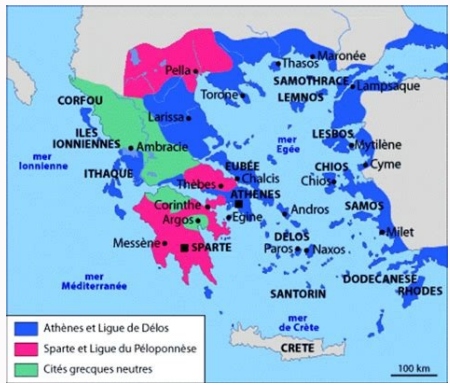 Maronée
Pella
Thasos
SAMOTHRACE
Lampsaque
Torone
LEMNOS
CORFOU
Larissa
ILES
IONNIENNES
LESBOS
mer
Egée
Mytilène
Ambracie
mer
Ionnienne
Cyme
ITHAQUE
EUBÉE
CHIOS
Chalcis
Thèbes
Chios
ATHÈNES
Corinthe
SAMOS
Argos
Egine
Andros
Milet
Messène
SPARTE
DÉLOS
Paros
Naxos
mer
Méditerranée
DODECANESE
RHODES
SANTORIN
mer
de Crète
CRETE
Athènes et Ligue de Délos
Sparte et Ligue du Péloponnèse
Cités grecques neutres
100 km